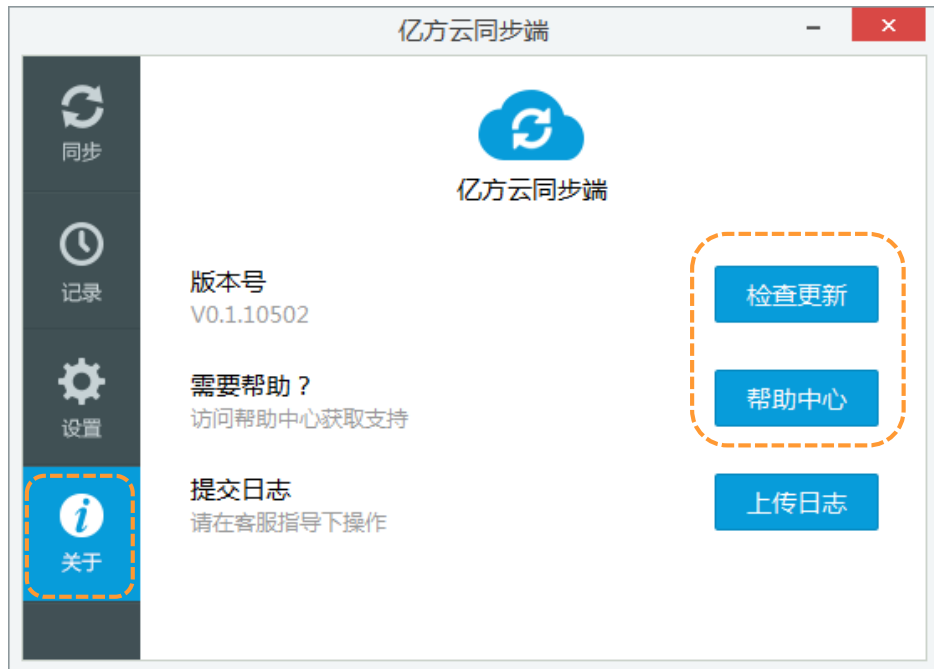 亿方云同步端
同步
亿方云同步端
记录
版本号
V0.1.10502
检查更新
设置
需要帮助？
访问帮助中心获取支持
帮助中心
关于
提交日志
请在客服指导下操作
上传日志